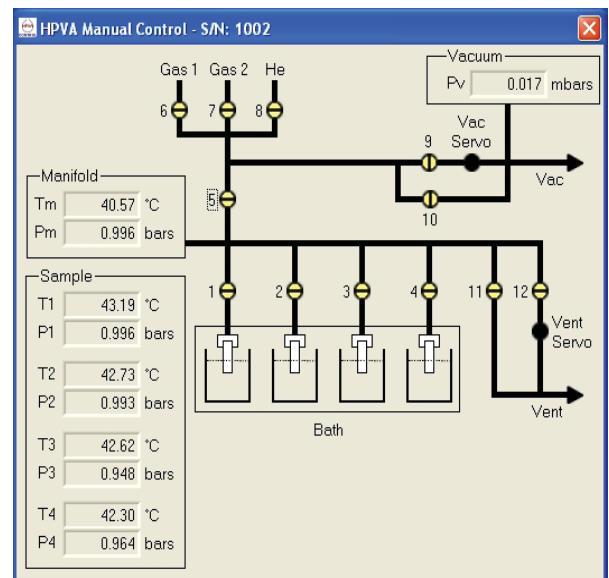 HPVA Manual Control - S/N: 1002
Vacuum
Pv 0.017 mbars
Gas 1 Gas 2 He
6 7 8
Vac
Servo
9
Vac
10
5
Manifold
Tm 40.57 °C
Pm 0.996 bars
1 2 3 4 11 12
Vent
Servo
Vent
Bath
Sample
T1 43.19 °C
P1 0.996 bars
T2 42.73 °C
P2 0.993 bars
T3 42.62 °C
P3 0.948 bars
T4 42.30 °C
P4 0.964 bars